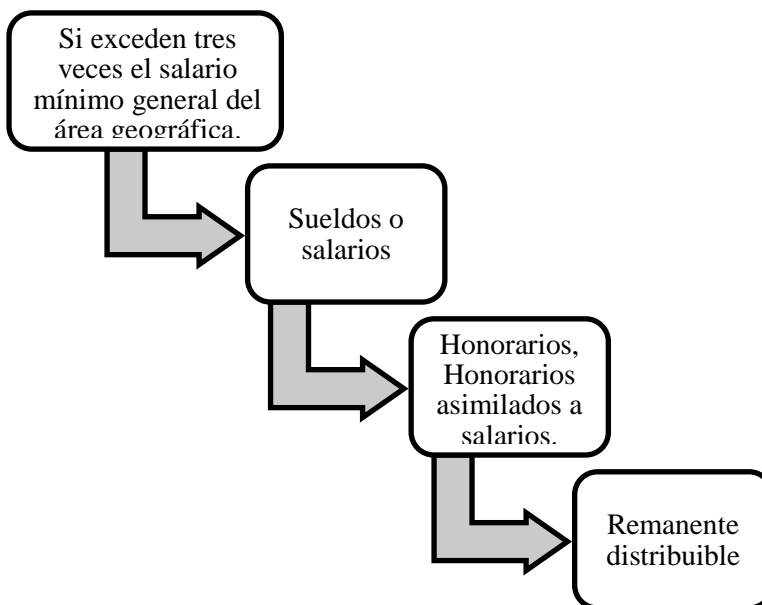 Si exceden tres
veces el salario
mínimo general del
área geográfica.
Sueldos o
salarios
Honorarios,
Honorarios
asimilados a
salarios.
Remanente
distribuible